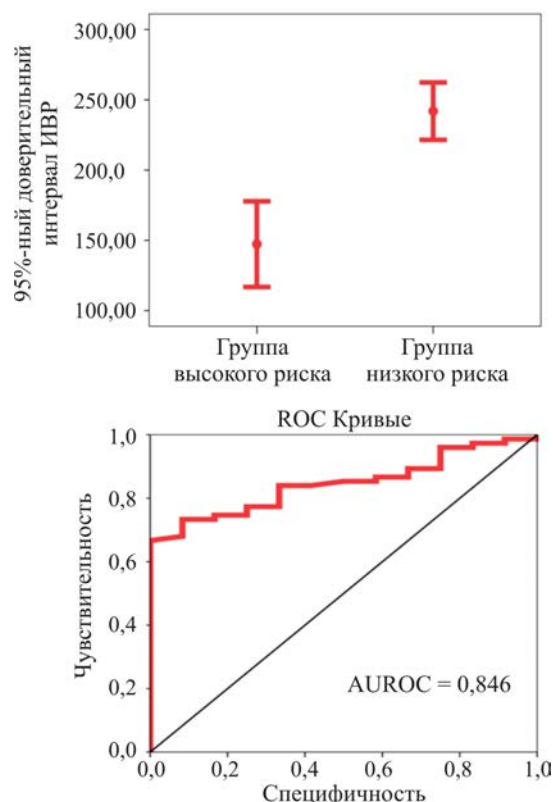 95%-ный доверительный
интервал ИВР
300,00
250,00
200,0
150,00
100,00
Группа
высокого риска
Группа
низкого риска
ROC Кривые
Чувствительность
1,0
0,8
0,6
0,4
0,2
0,0
AUROC = 0,846
0,0 0,2 0,4 0,6 0,8 1,0
Специфичность